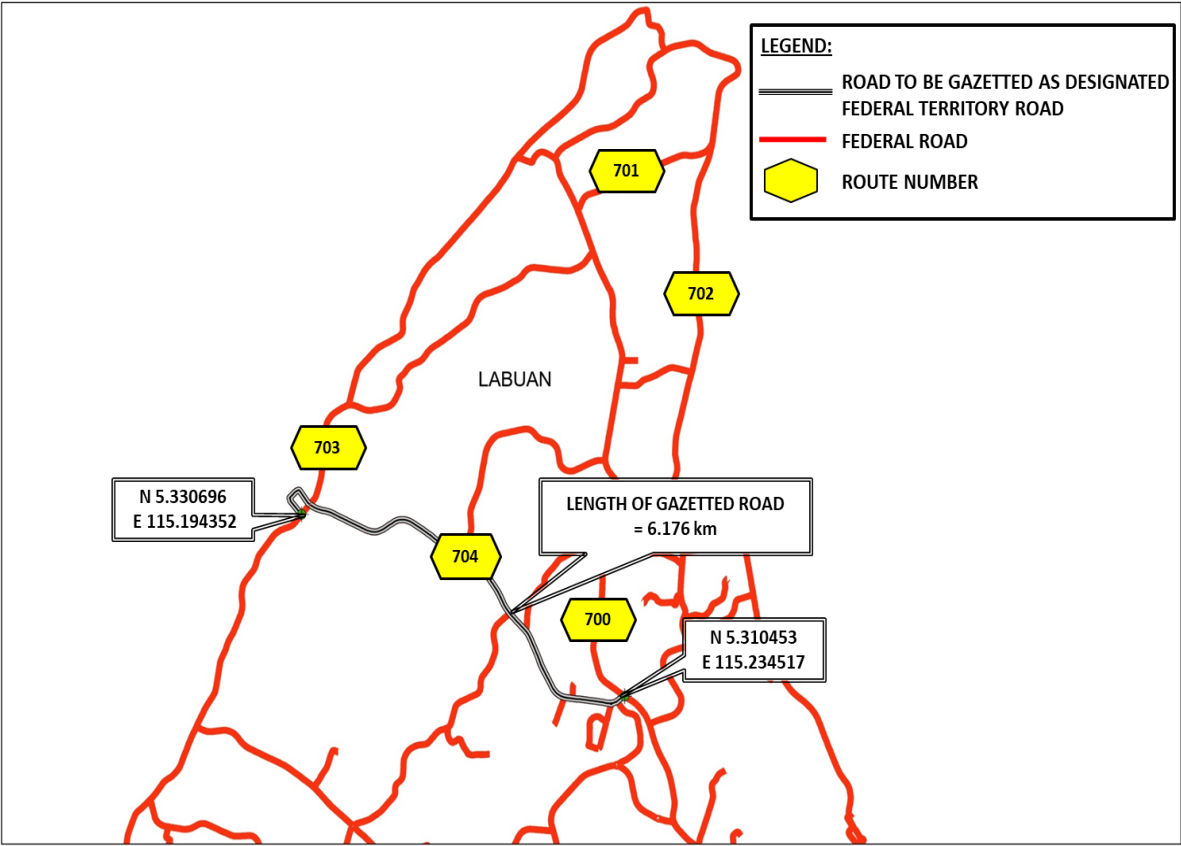 LEGEND:
ROAD TO BE GAZETTED AS DESIGNATED
FEDERAL TERRITORY ROAD
FEDERAL ROAD
ROUTE NUMBER
701
702
LABUAN
703
N 5.330696
E 115.194352
LENGTH OF GAZETTED ROAD
= 6.176 km
704
700
N 5.310453
E 115.234517